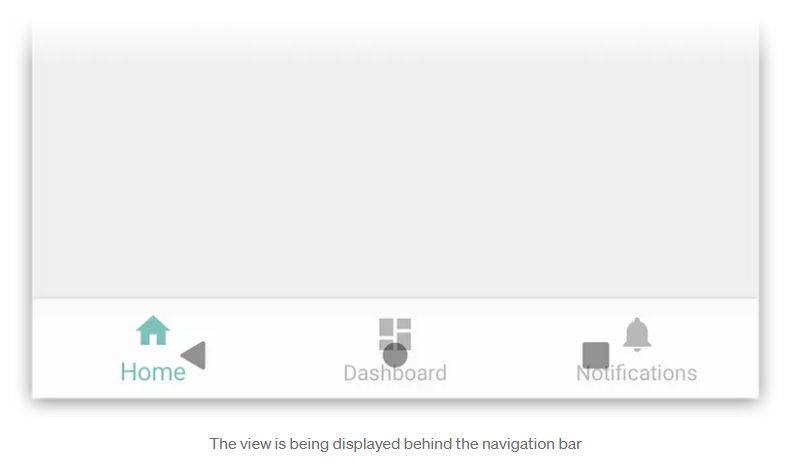 Home Dashboard Notifications
The view is being displayed behind the navigation bar